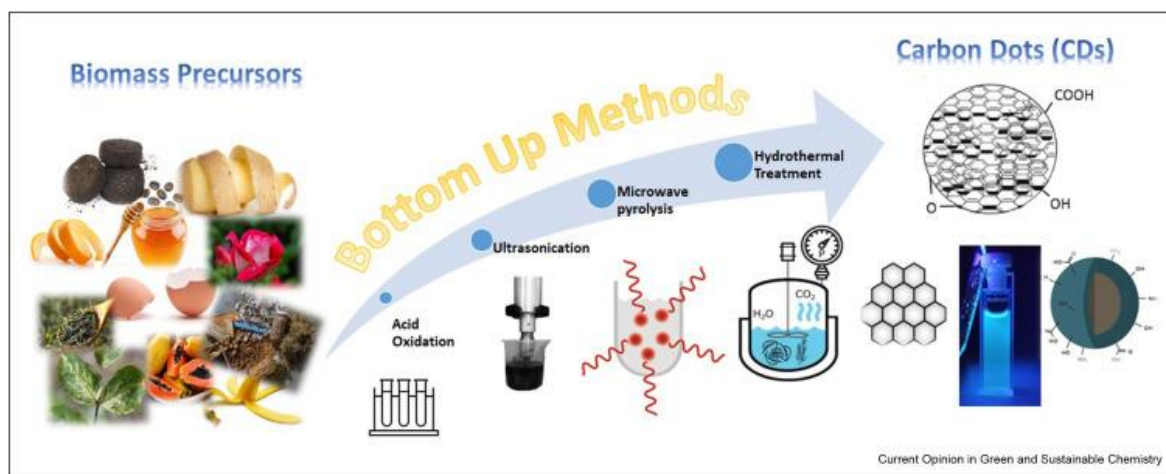 Biomass Precursors
Bottom Up Methods
Carbon Dots (CDs)
Acid
Oxidation
Ultrasonication
Microwave
pyrolysis
Hydrothermal
Treatment
H₂O
CO₂
COOH
OH
O
Current Opinion in Green and Sustainable Chemistry